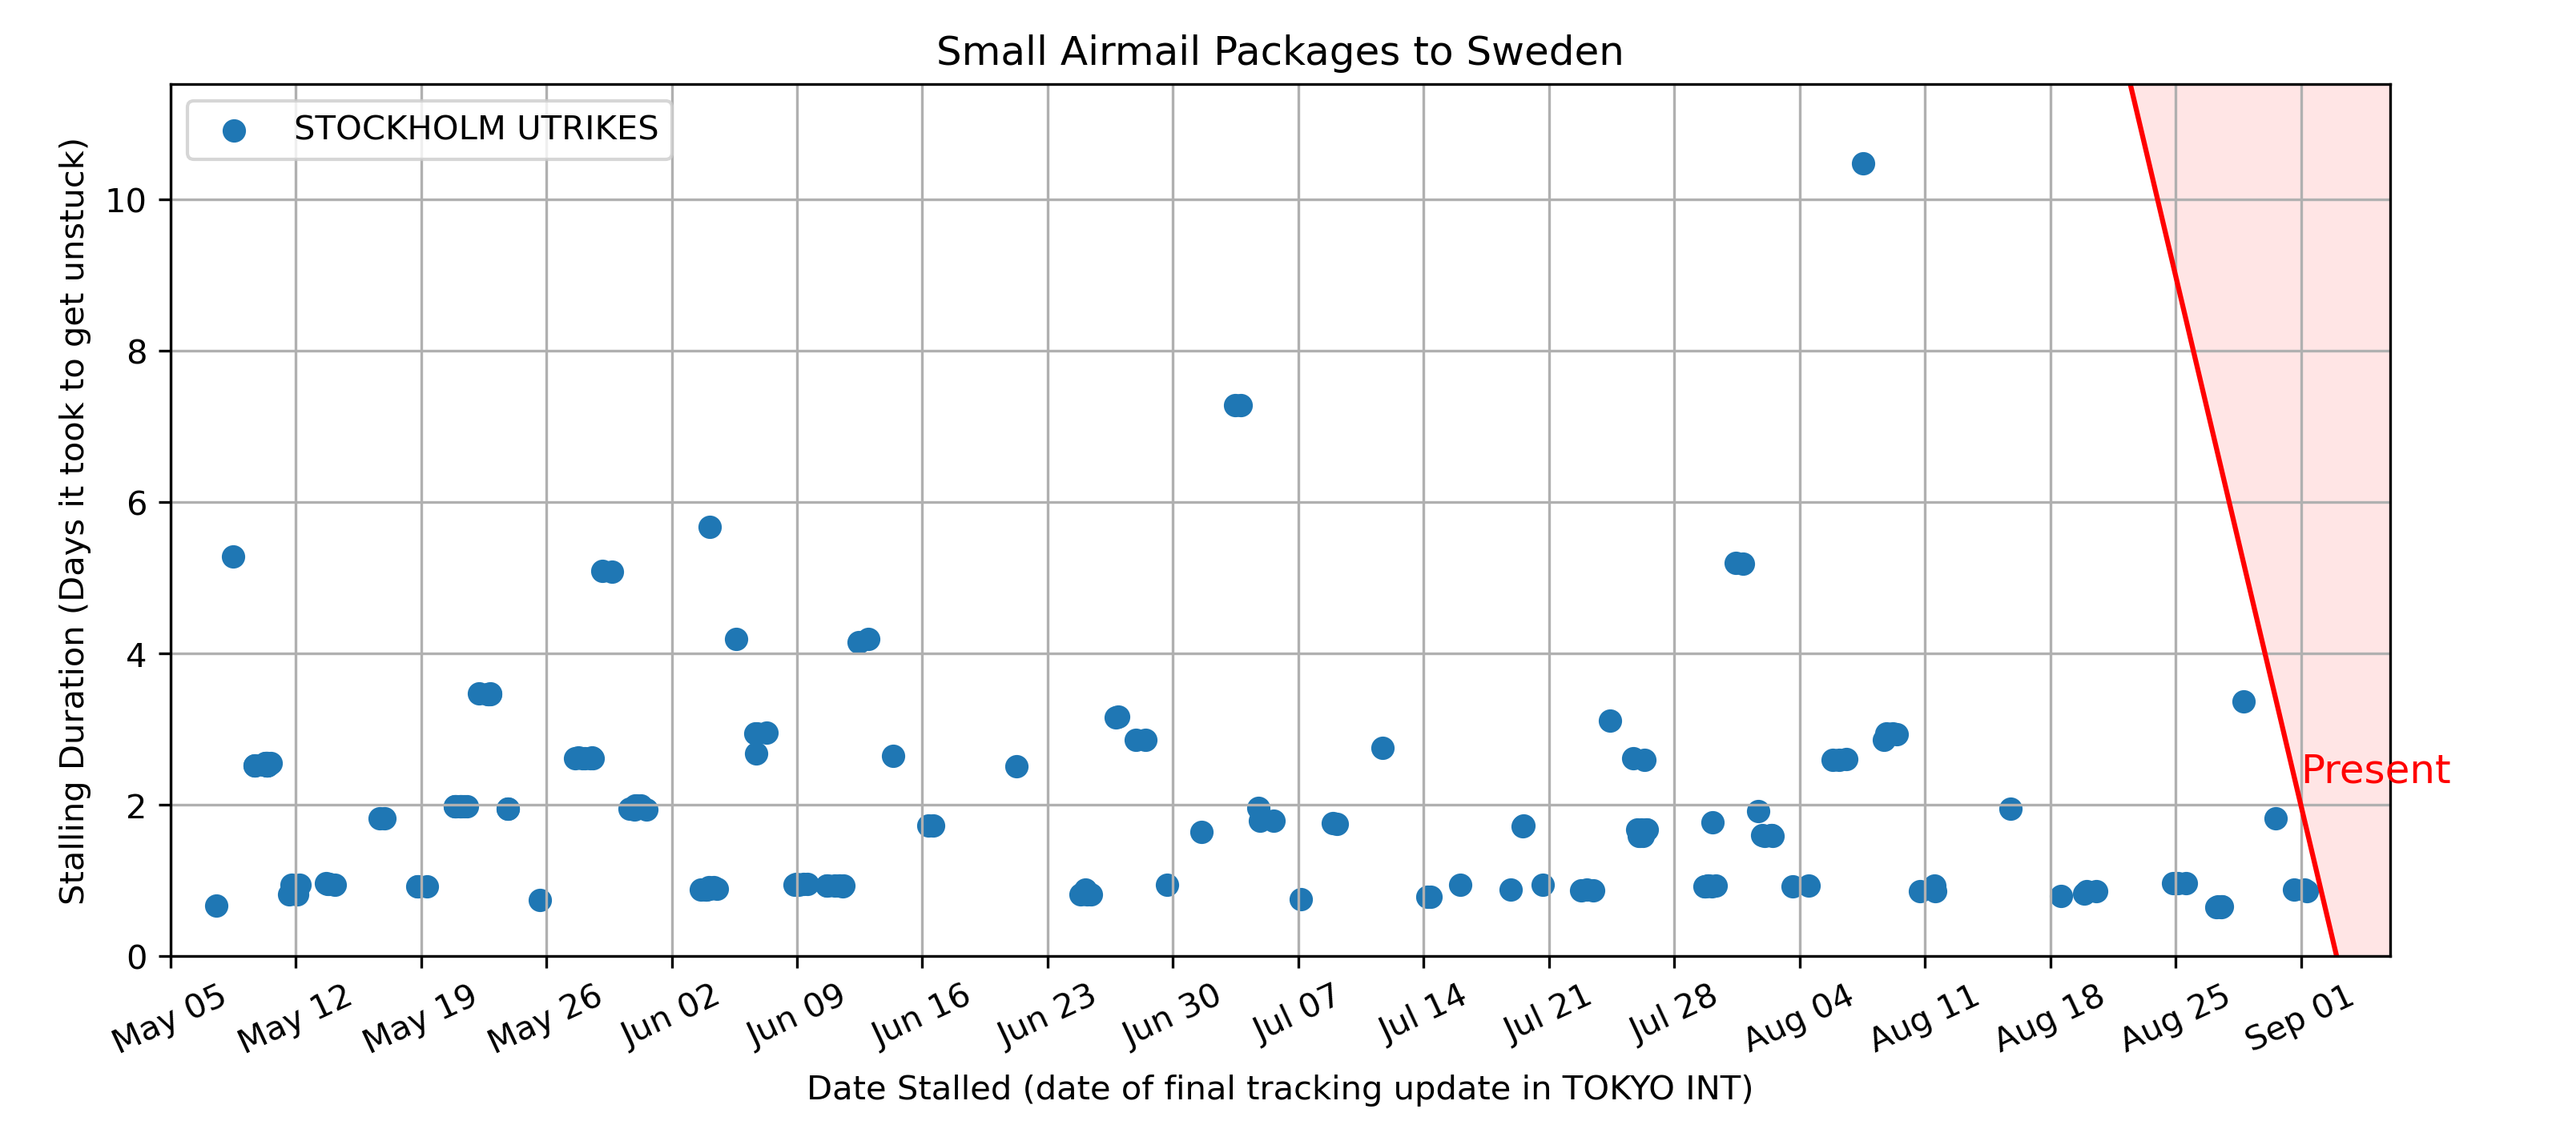 Small Airmail Packages to Sweden
STOCKHOLM UTRIKES
Stalling Duration (Days it took to get unstuck)
10
8
6
4
2
0
Present
May 05
May 12
May 19
May 26
Jun 02
Jun 09
Jun 16
Jun 23
Jun 30
Jul 07
Jul 14
Jul 21
Jul 28
Aug 04
Aug 11
Aug 18
Aug 25
Sep 01
Date Stalled (date of final tracking update in TOKYO INT)